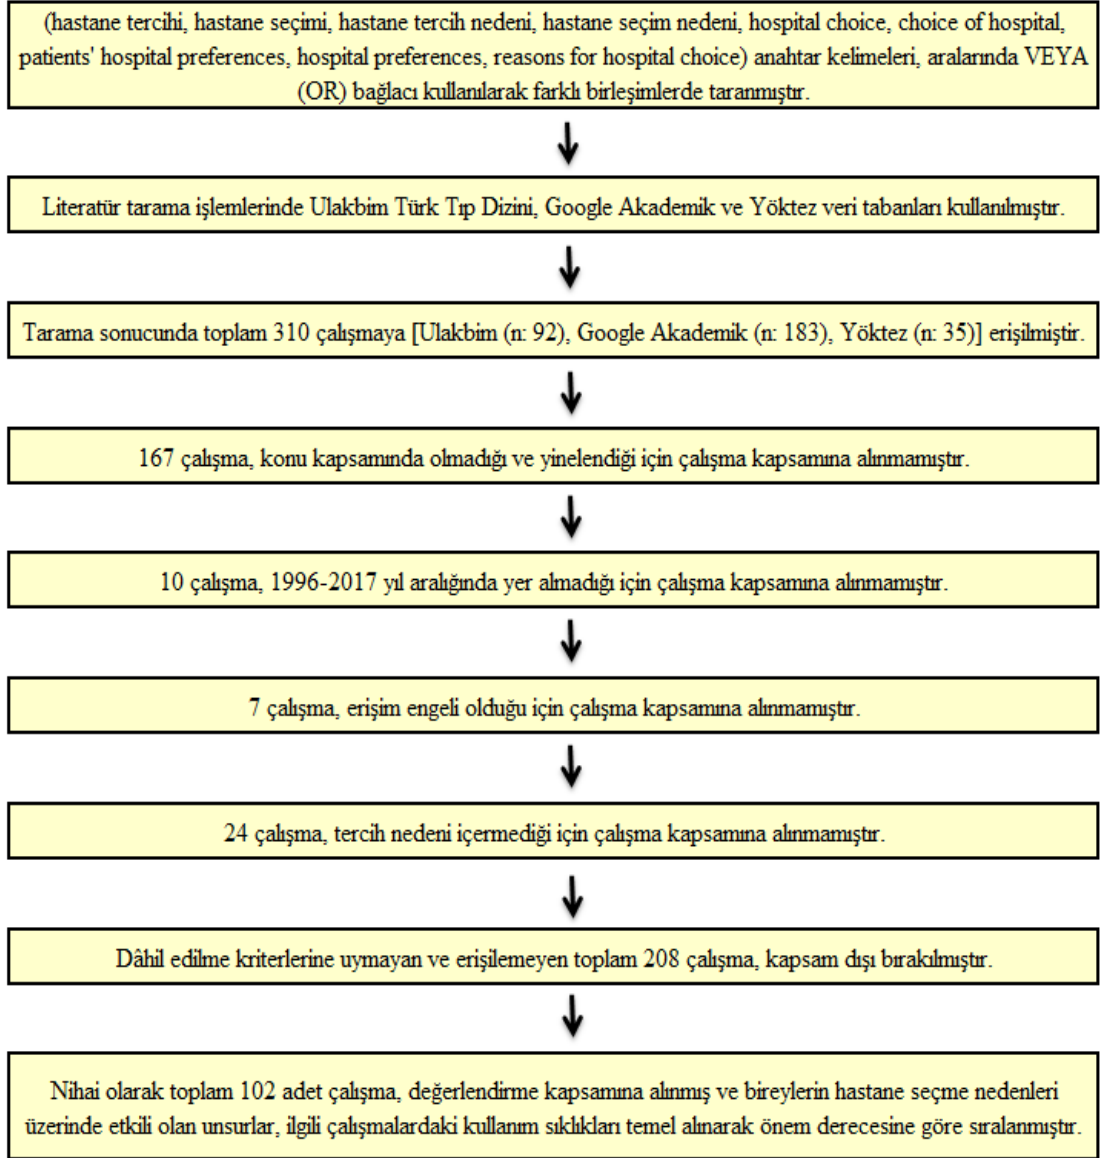 (hastane tercihi, hastane seçimi, hastane tercih nedeni, hastane seçim nedeni, hospital choice, choice of hospital,
patients' hospital preferences, hospital preferences, reasons for hospital choice) anahtar kelimeleri, aralarında VEYA
(OR) bağlacı kullanılarak farklı birleşimlerde taranmıştır.
Literatür tarama işlemlerinde Ulakbim Türk Tıp Dizini, Google Akademik ve Yöktez veri tabanları kullanılmıştır.
Tarama sonucunda toplam 310 çalışmaya [Ulakbim (n: 92), Google Akademik (n: 183), Yöktez (n: 35)] erişilmiştir.
167 çalışma, konu kapsamında olmadığı ve yinelendiği için çalışma kapsamına alınmamıştır.
10 çalışma, 1996-2017 yıl aralığında yer almadığı için çalışma kapsamına alınmamıştır.
7 çalışma, erişim engeli olduğu için çalışma kapsamına alınmamıştır.
24 çalışma, tercih nedeni içermediği için çalışma kapsamına alınmamıştır.
Dâhil edilme kriterlerine uymayan ve erişilemeyen toplam 208 çalışma, kapsam dışı bırakılmıştır.
Nihai olarak toplam 102 adet çalışma, değerlendirme kapsamına alınmış ve bireylerin hastane seçme nedenleri
üzerinde etkili olan unsurlar, ilgili çalışmalardaki kullanım sıklıkları temel alınarak önem derecesine göre sıralanmıştır.